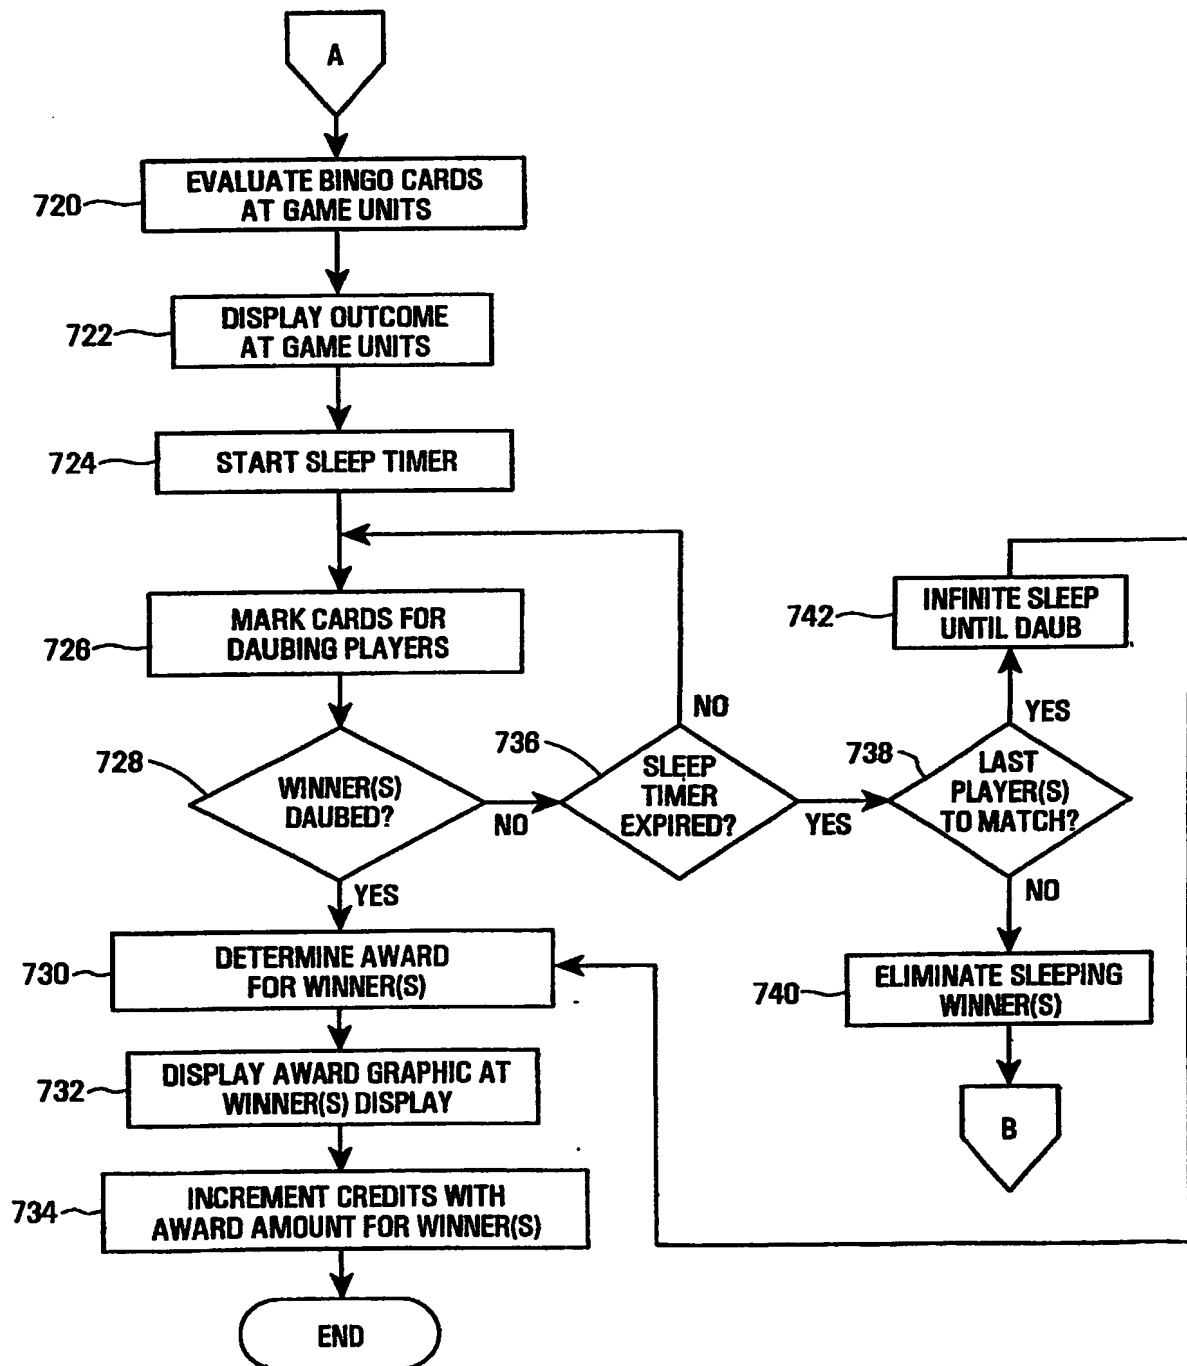 A
720
EVALUATE BINGO CARDS
AT GAME UNITS
722
DISPLAY OUTCOME
AT GAME UNITS
724
START SLEEP TIMER
726
MARK CARDS FOR
DAUBING PLAYERS
728
WINNER(S)
DAUBED?
NO
YES
736
SLEEP
TIMER
EXPIRED?
NO
YES
738
LAST
PLAYER(S)
TO MATCH?
YES
NO
742
INFINITE SLEEP
UNTIL DAUB
740
ELIMINATE SLEEPING
WINNER(S)
B
730
DETERMINE AWARD
FOR WINNER(S)
732
DISPLAY AWARD GRAPHIC AT
WINNER(S) DISPLAY
734
INCREMENT CREDITS WITH
AWARD AMOUNT FOR WINNER(S)
END